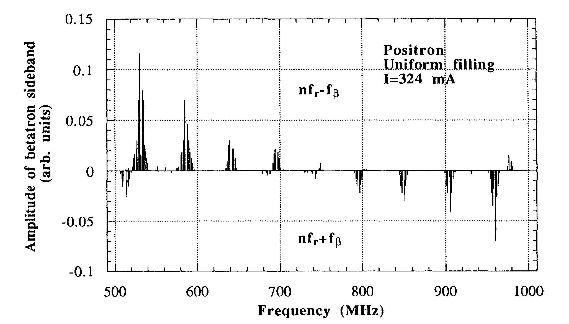 0.15
Positron
Uniform filling
I=324 mA
0.1
nfr-fβ
0.05
0
-0.05
nfr+fβ
-0.1
500 600 700 800 900 1000
Frequency (MHz)
Amplitude of betatron sideband
(arb. units)